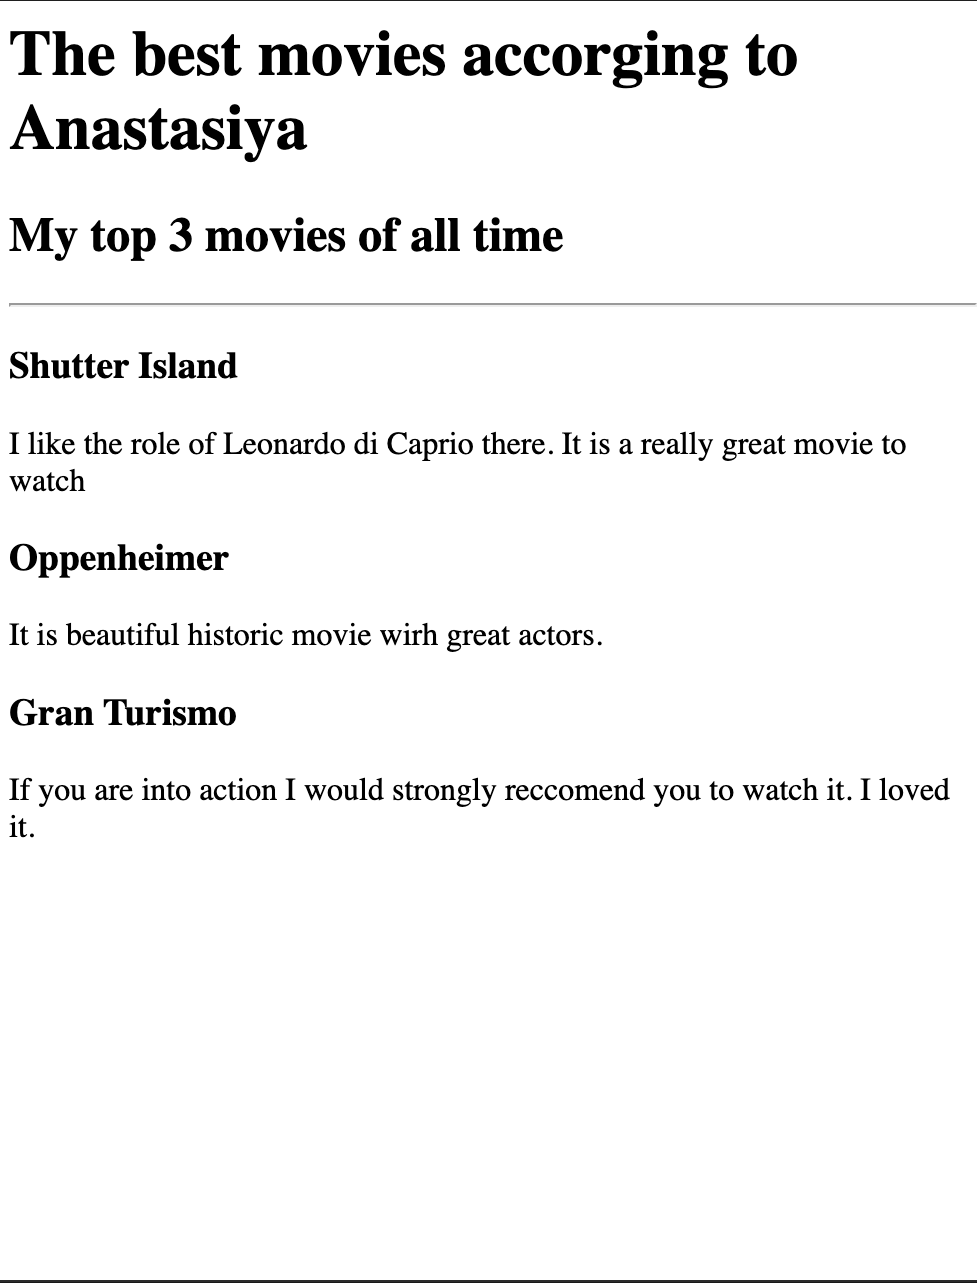 The best movies accorging to
Anastasiya
My top 3 movies of all time
Shutter Island
I like the role of Leonardo di Caprio there. It is a really great movie to
watch
Oppenheimer
It is beautiful historic movie wirh great actors.
Gran Turismo
If you are into action I would strongly reccomend you to watch it. I loved
it.